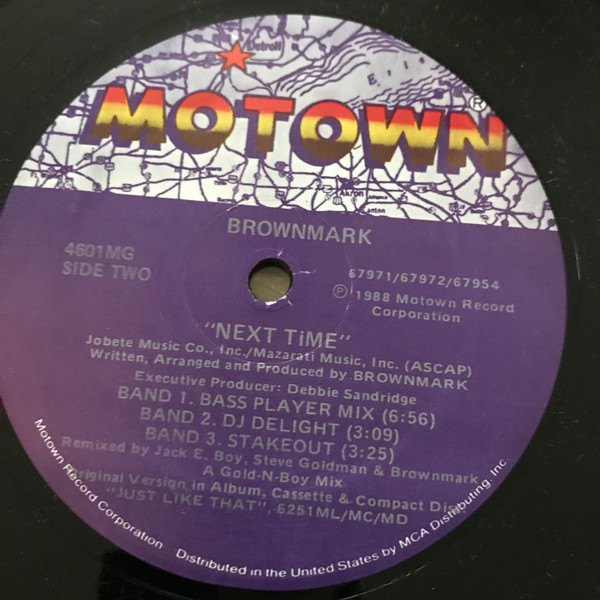 Detroit
Erie
MOTOWN®
Akron
Canton
BROWNMARK
4601MG
SIDE TWO
67971/67972/67954
℗ 1988 Motown Record
Corporation
"NEXT TiME"
Jobete Music Co., Inc./Mazarati Music, Inc. (ASCAP)
Written, Arranged and Produced by BROWNMARK
Executive Producer: Debbie Sandridge
BAND 1. BASS PLAYER MIX (6:56)
BAND 2. DJ DELIGHT (3:09)
BAND 3. STAKEOUT (3:25)
Remixed by Jack E. Boy, Steve Goldman & Brownmark
A Gold-N-Boy Mix
Original Version in Album, Cassette & Compact Disc
"JUST LIKE THAT", 6251ML/MC/MD
Motown Record Corporation Distributed in the United States by MCA Distributing, Inc.